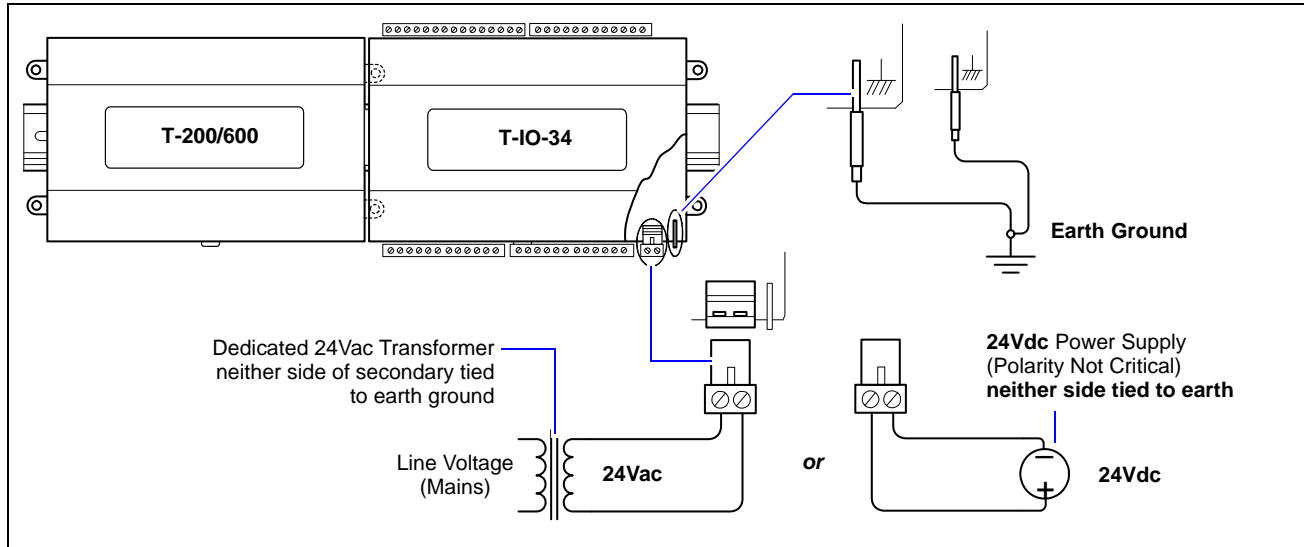 T-200/600
T-IO-34
Earth Ground
Dedicated 24Vac Transformer
neither side of secondary tied
to earth ground
24Vdc Power Supply
(Polarity Not Critical)
neither side tied to earth
Line Voltage
(Mains)
24Vac
or
24Vdc